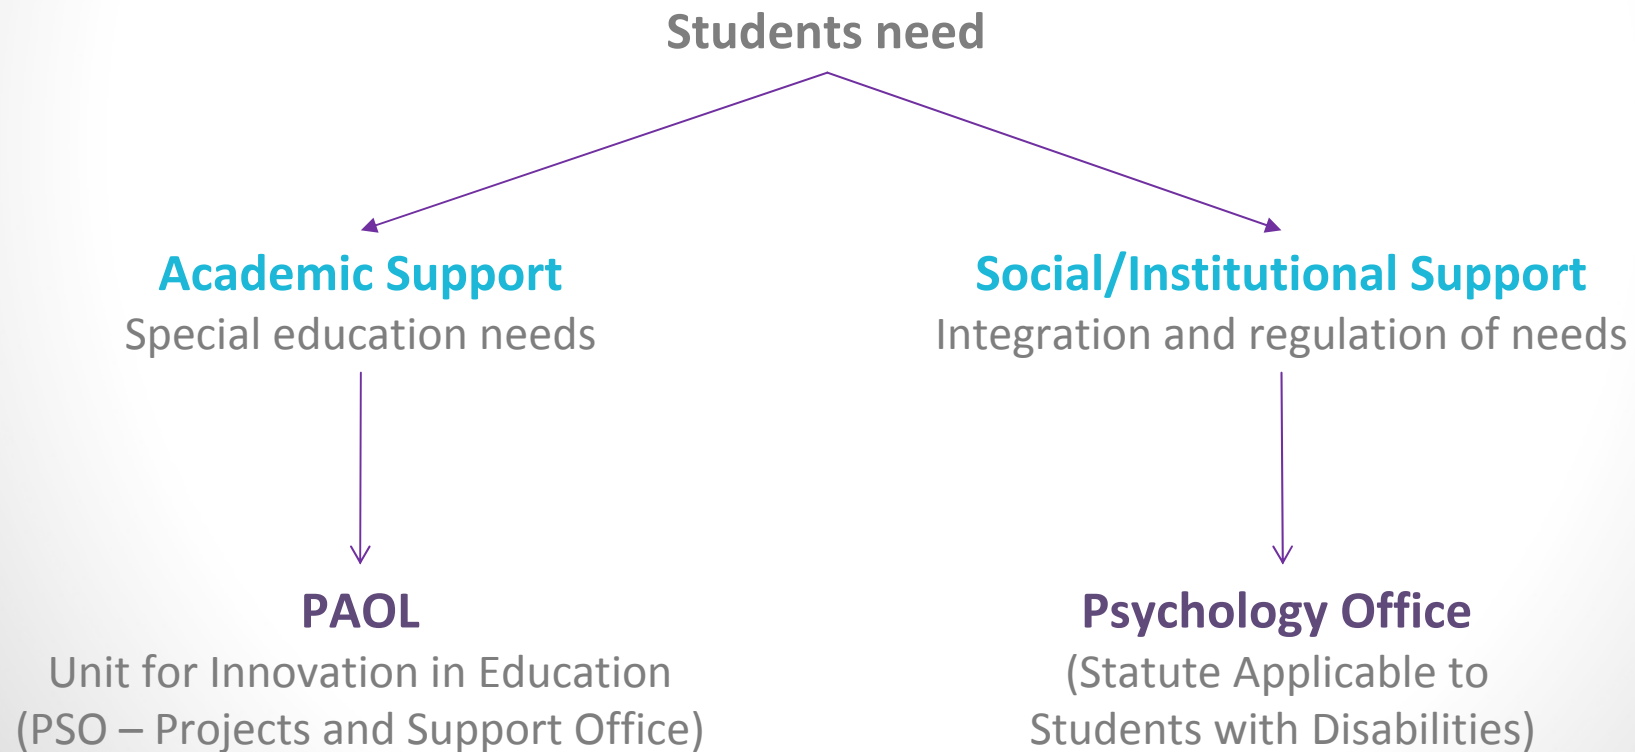 Students need
Academic Support
Special education needs
Social/Institutional Support
Integration and regulation of needs
PAOL
Unit for Innovation in Education
(PSO – Projects and Support Office)
Psychology Office
(Statute Applicable to
Students with Disabilities)